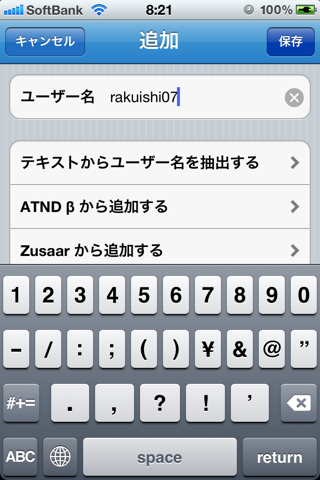 SoftBank 8:21 100%
キャンセル 追加 保存
ユーザー名 rakuishi07
テキストからユーザー名を抽出する
ATND β から追加する
Zusaar から追加する
1 2 3 4 5 6 7 8 9 0
- / : ; ( ) ¥ & @ ”
#+= . , ? ! ’
ABC space return